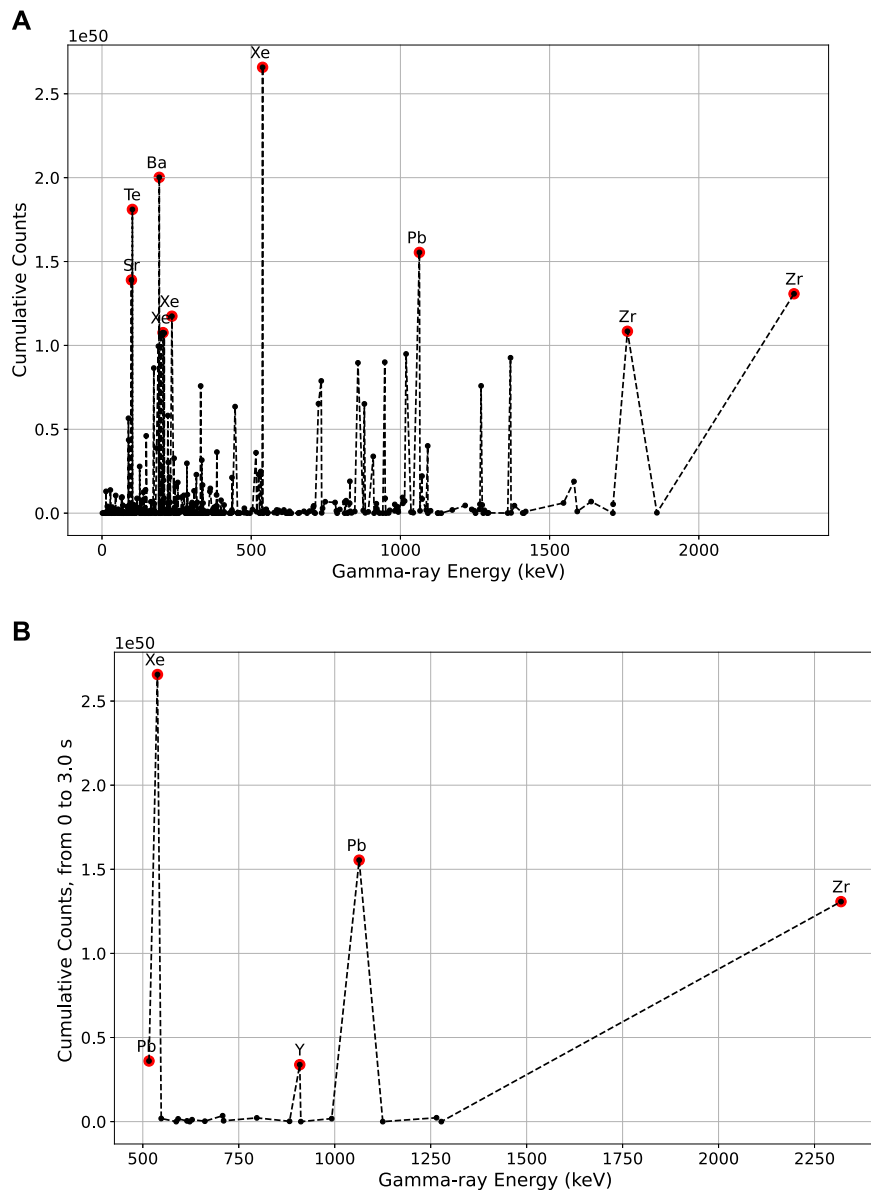 A
1e50
Xe
2.5
Ba
2.0
Te
Pb
1.5
Sr
Zr
Xe
Zr
Xe
1.0
0.5
0.0
0 500 1000 1500 2000
Gamma-ray Energy (keV)
Cumulative Counts
B
1e50
Xe
2.5
2.0
Pb
1.5
Zr
1.0
0.5
Pb
Y
0.0
500 750 1000 1250 1500 1750 2000 2250
Gamma-ray Energy (keV)
Cumulative Counts, from 0 to 3.0 s